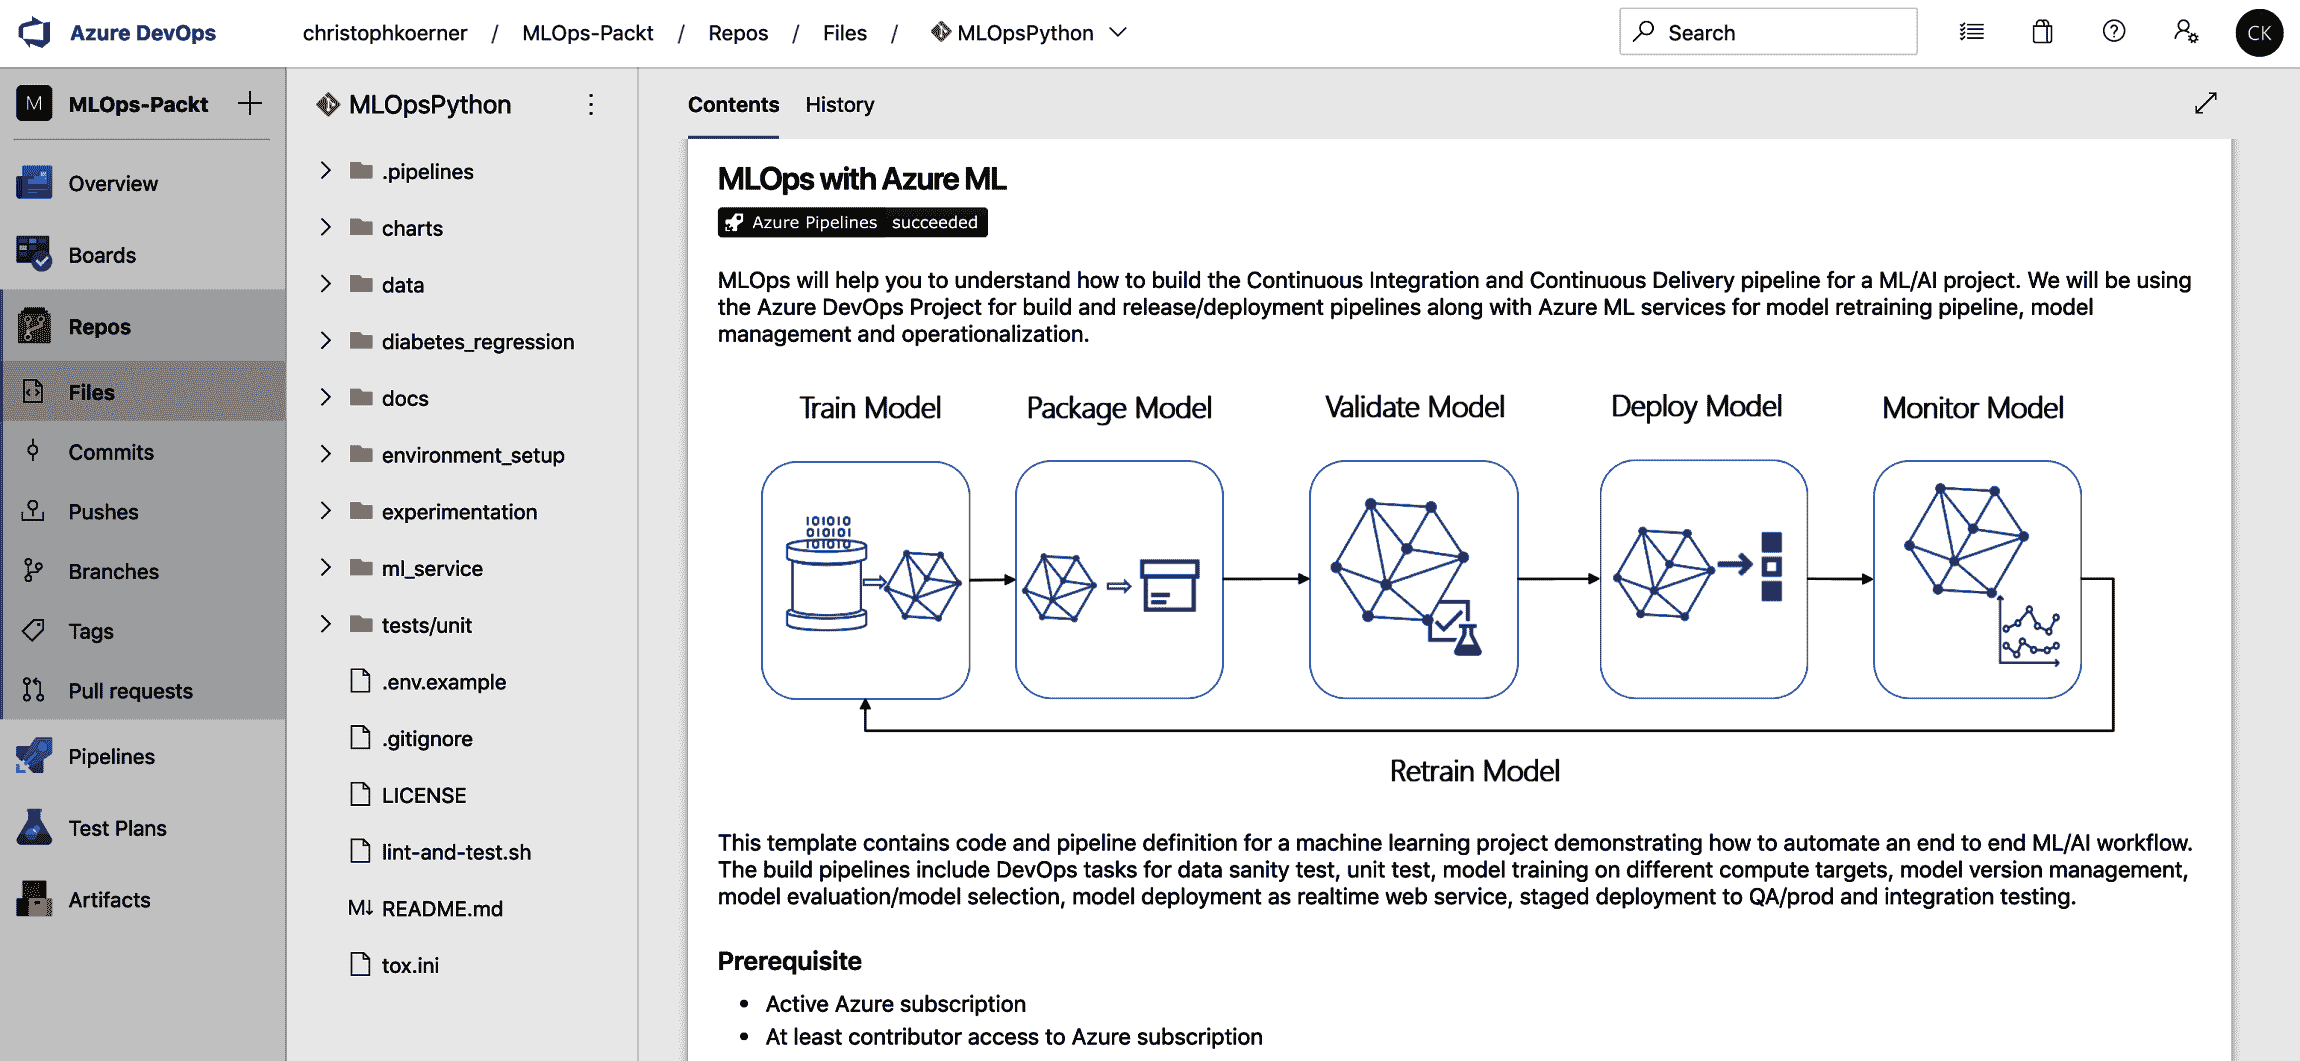 Azure DevOps
christophkoerner / MLOps-Packt / Repos / Files / MLOpsPython
Search
CK
M MLOps-Packt
Overview
Boards
Repos
Files
Commits
Pushes
Branches
Tags
Pull requests
Pipelines
Test Plans
Artifacts
MLOpsPython
.pipelines
charts
data
diabetes_regression
docs
environment_setup
experimentation
ml_service
tests/unit
.env.example
.gitignore
LICENSE
lint-and-test.sh
M↓ README.md
tox.ini
Contents History
MLOps with Azure ML
Azure Pipelines succeeded
MLOps will help you to understand how to build the Continuous Integration and Continuous Delivery pipeline for a ML/AI project. We will be using
the Azure DevOps Project for build and release/deployment pipelines along with Azure ML services for model retraining pipeline, model
management and operationalization.
Train Model Package Model Validate Model Deploy Model Monitor Model
101010
010101
101010
Retrain Model
This template contains code and pipeline definition for a machine learning project demonstrating how to automate an end to end ML/AI workflow.
The build pipelines include DevOps tasks for data sanity test, unit test, model training on different compute targets, model version management,
model evaluation/model selection, model deployment as realtime web service, staged deployment to QA/prod and integration testing.
Prerequisite
• Active Azure subscription
• At least contributor access to Azure subscription